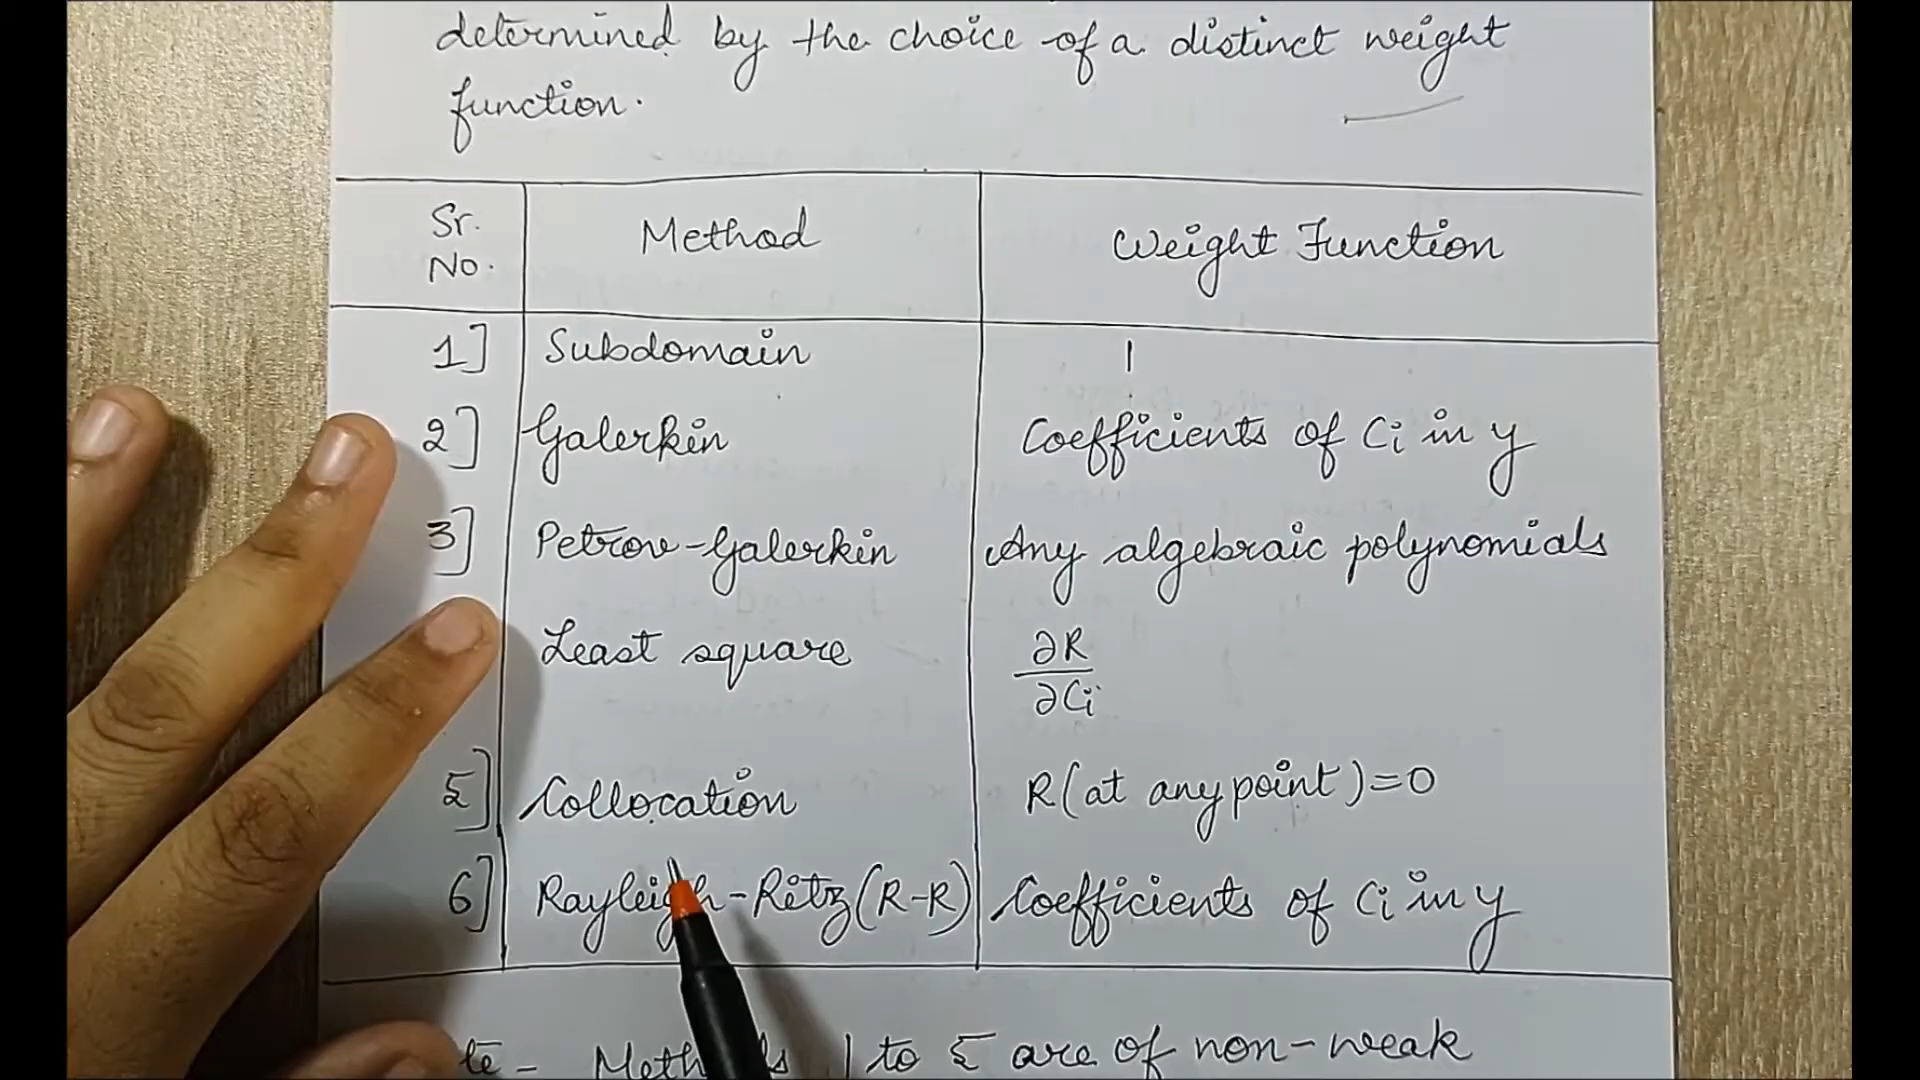 determined by the choice of a distinct weight
function.
Sr. No. Method Weight Function
1] Subdomain 1
2] Galerkin Coefficients of Ci in y
3] Petrov-Galerkin Any algebraic polynomials
Least square ∂R/∂Ci
5] Collocation R(at any point)=0
6] Rayleigh-Ritz (R-R) Coefficients of Ci in y
1 to 5 are of non-weak